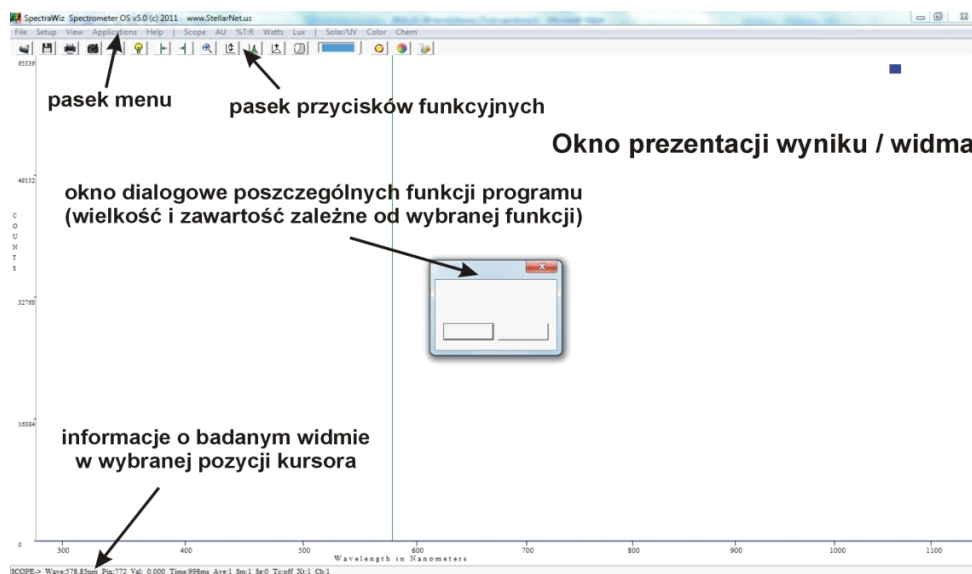 SpectraWiz Spectrometer OS v5.0 (c) 2011 www.StellarNet.us
File Setup View Applications Help | Scope AU %T:R Watts Lux | Solar/UV Color Chem
65536
pasek menu
pasek przycisków funkcyjnych
Okno prezentacji wyniku / widma
49152
okno dialogowe poszczególnych funkcji programu
(wielkość i zawartość zależne od wybranej funkcji)
COUNTS
32768
16384
informacje o badanym widmie
w wybranej pozycji kursora
0
300 400 500 600 700 800 900 1000 1100
Wavelength in Nanometers
SCOPE-> Wave:578.83nm Pix:772 Val: 0.000 Time:998ms Avg:1 Sm:1 Sg:0 Tc:off Xt:1 Ch:1